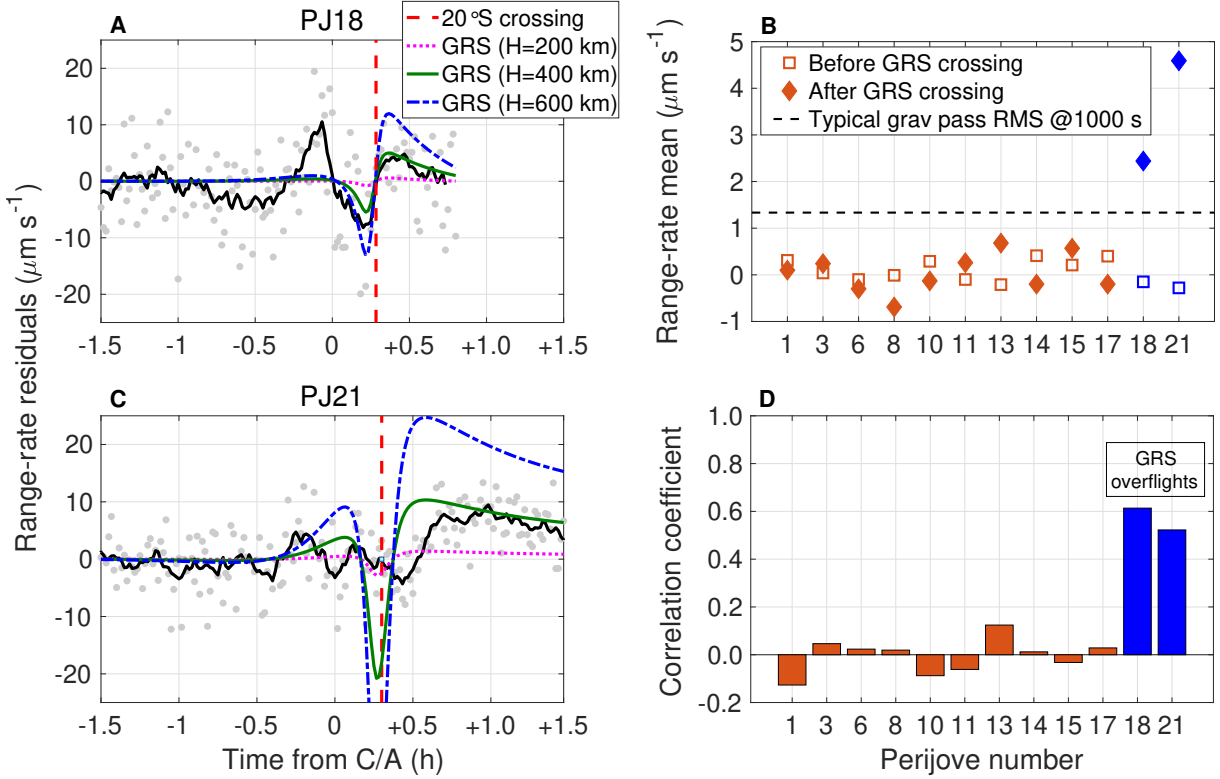 A
PJ18
20°S crossing
GRS (H=200 km)
GRS (H=400 km)
GRS (H=600 km)
20
10
0
-10
-20
-1.5
-1
-0.5
0
+0.5
+1.0
+1.5
B
Before GRS crossing
After GRS crossing
Typical grav pass RMS @1000 s
Range-rate mean (μm s⁻¹)
5
4
3
2
1
0
-1
1 3 6 8 10 11 13 14 15 17 18 21
Range-rate residuals (μm s⁻¹)
C
PJ21
20
10
0
-10
-20
-1.5
-1
-0.5
0
+0.5
+1.0
+1.5
Time from C/A (h)
D
GRS
overflights
Correlation coefficient
1.0
0.8
0.6
0.4
0.2
0.0
-0.2
1 3 6 8 10 11 13 14 15 17 18 21
Perijove number